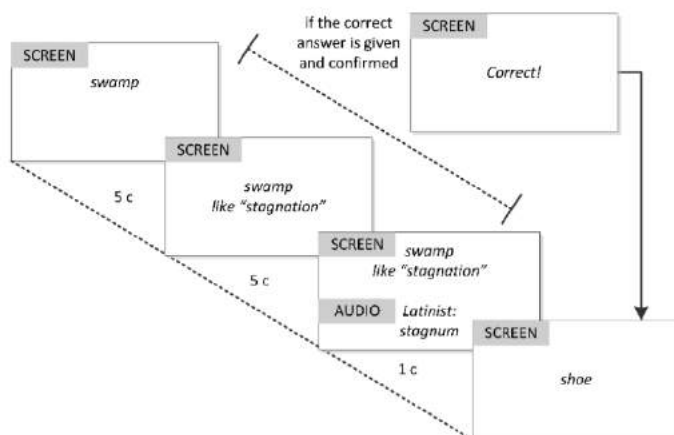 If the correct
answer is given
and confirmed
SCREEN
Correct!
SCREEN
swamp
SCREEN
swamp
like "stagnation"
5 c
SCREEN
swamp
like "stagnation"
AUDIO
Latinist:
stagnum
5 c
SCREEN
shoe
1 c